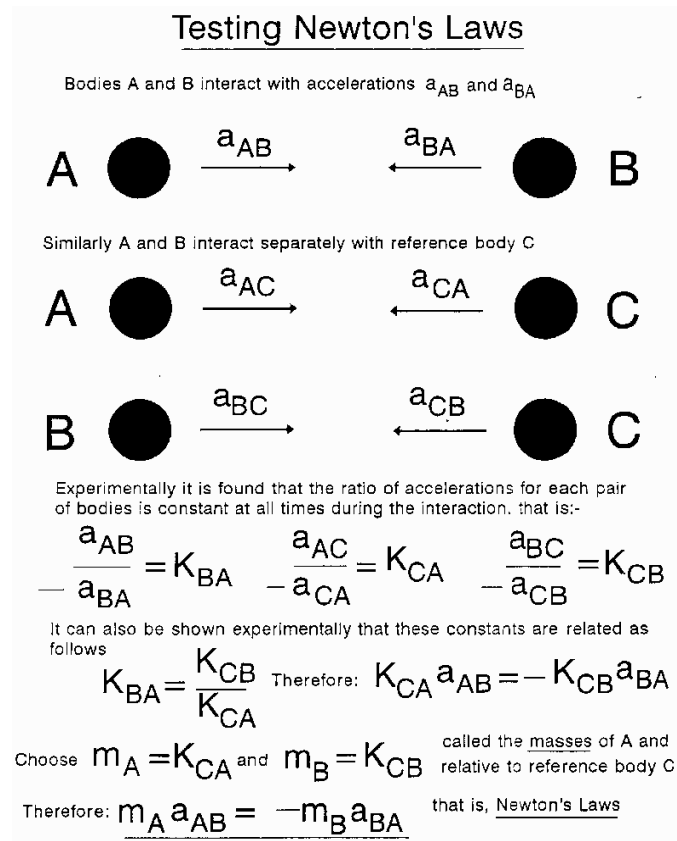 Testing Newton's Laws
Bodies A and B interact with accelerations a_AB and a_BA
A a_AB a_BA B
Similarly A and B interact separately with reference body C
A a_AC a_CA C
B a_BC a_CB C
Experimentally it is found that the ratio of accelerations for each pair
of bodies is constant at all times during the interaction. that is:-
a_AB / -a_BA = K_BA a_AC / -a_CA = K_CA a_BC / -a_CB = K_CB
It can also be shown experimentally that these constants are related as
follows
K_BA = K_CB / K_CA Therefore: K_CA a_AB = - K_CB a_BA
Choose m_A = K_CA and m_B = K_CB called the masses of A and
relative to reference body C
Therefore: m_A a_AB = -m_B a_BA that is, Newton's Laws